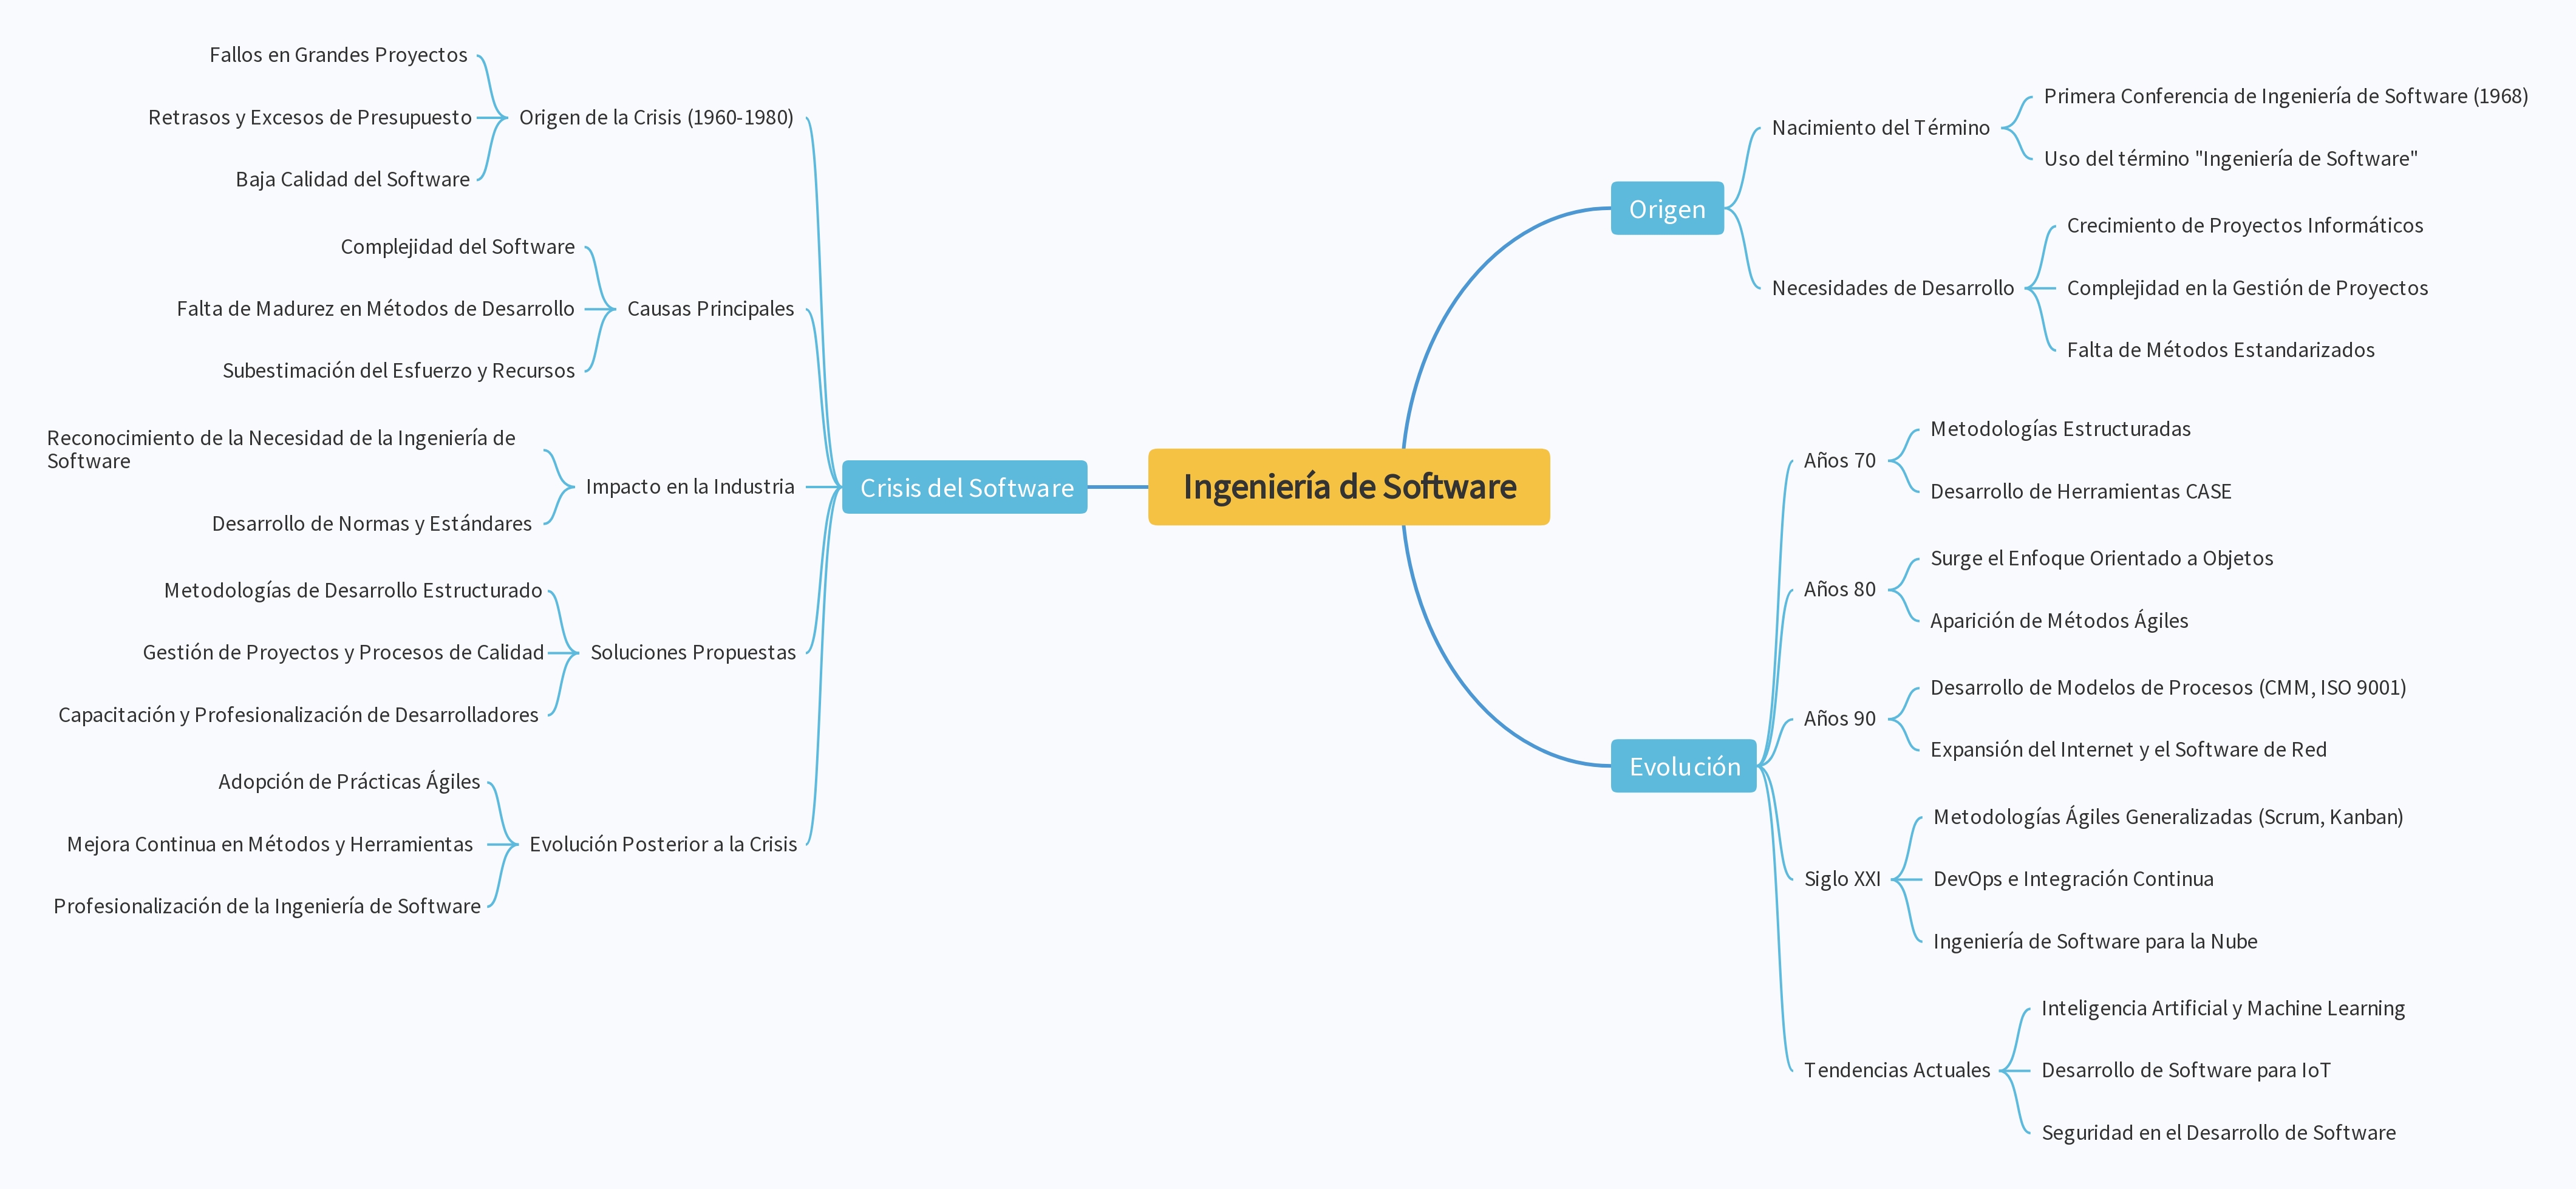 Ingeniería de Software
Origen
Nacimiento del Término
Primera Conferencia de Ingeniería de Software (1968)
Uso del término "Ingeniería de Software"
Necesidades de Desarrollo
Crecimiento de Proyectos Informáticos
Complejidad en la Gestión de Proyectos
Falta de Métodos Estandarizados
Evolución
Años 70
Metodologías Estructuradas
Desarrollo de Herramientas CASE
Años 80
Surge el Enfoque Orientado a Objetos
Aparición de Métodos Ágiles
Años 90
Desarrollo de Modelos de Procesos (CMM, ISO 9001)
Expansión del Internet y el Software de Red
Siglo XXI
Metodologías Ágiles Generalizadas (Scrum, Kanban)
DevOps e Integración Continua
Ingeniería de Software para la Nube
Tendencias Actuales
Inteligencia Artificial y Machine Learning
Desarrollo de Software para IoT
Seguridad en el Desarrollo de Software
Crisis del Software
Origen de la Crisis (1960-1980)
Fallos en Grandes Proyectos
Retrasos y Excesos de Presupuesto
Baja Calidad del Software
Causas Principales
Complejidad del Software
Falta de Madurez en Métodos de Desarrollo
Subestimación del Esfuerzo y Recursos
Impacto en la Industria
Reconocimiento de la Necesidad de la Ingeniería de
Software
Desarrollo de Normas y Estándares
Soluciones Propuestas
Metodologías de Desarrollo Estructurado
Gestión de Proyectos y Procesos de Calidad
Capacitación y Profesionalización de Desarrolladores
Evolución Posterior a la Crisis
Adopción de Prácticas Ágiles
Mejora Continua en Métodos y Herramientas
Profesionalización de la Ingeniería de Software